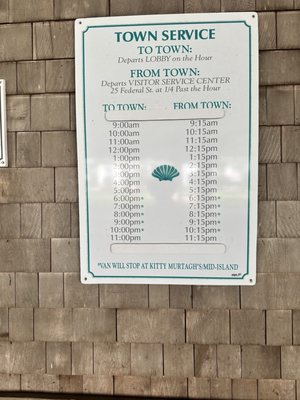 TOWN SERVICE
TO TOWN:
Departs LOBBY on the Hour
FROM TOWN:
Departs VISITOR SERVICE CENTER
25 Federal St. at 1/4 Past the Hour
TO TOWN: FROM TOWN:
9:00am 9:15am
10:00am 10:15am
11:00am 11:15am
12:00pm 12:15pm
1:00pm 1:15pm
2:00pm 2:15pm
3:00pm 3:15pm
4:00pm 4:15pm
5:00pm 5:15pm
6:00pm* 6:15pm*
7:00pm* 7:15pm*
8:00pm* 8:15pm*
9:00pm* 9:15pm*
10:00pm* 10:15pm*
11:00pm 11:15pm
*VAN WILL STOP AT KITTY MURTAGH'S/MID-ISLAND